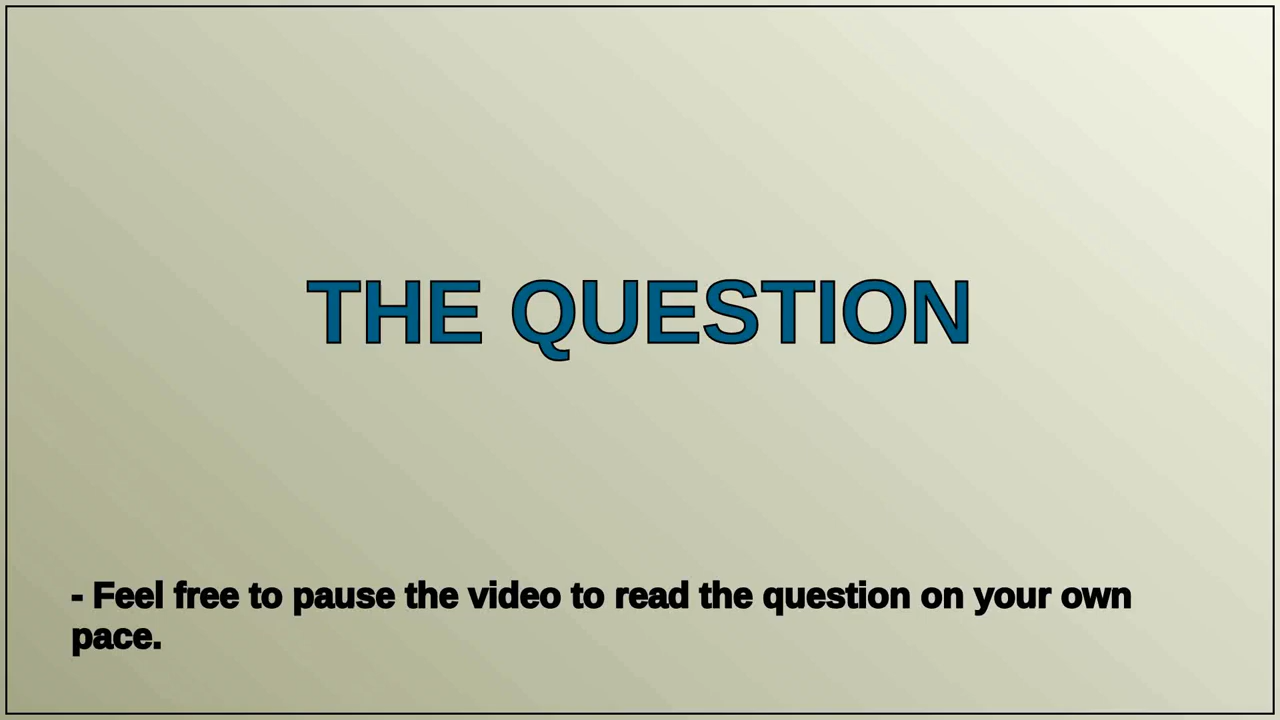 THE QUESTION
- Feel free to pause the video to read the question on your own
pace.